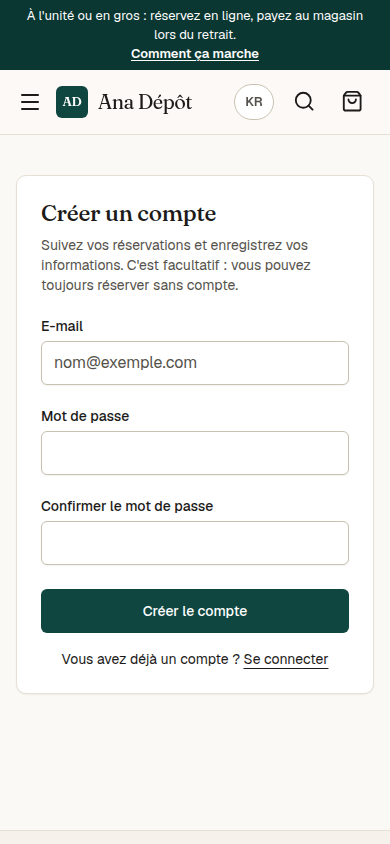 À l'unité ou en gros : réservez en ligne, payez au magasin
lors du retrait.
Comment ça marche
AD Ana Dépôt KR
Créer un compte
Suivez vos réservations et enregistrez vos
informations. C'est facultatif : vous pouvez
toujours réserver sans compte.
E-mail
nom@exemple.com
Mot de passe
Confirmer le mot de passe
Créer le compte
Vous avez déjà un compte ? Se connecter